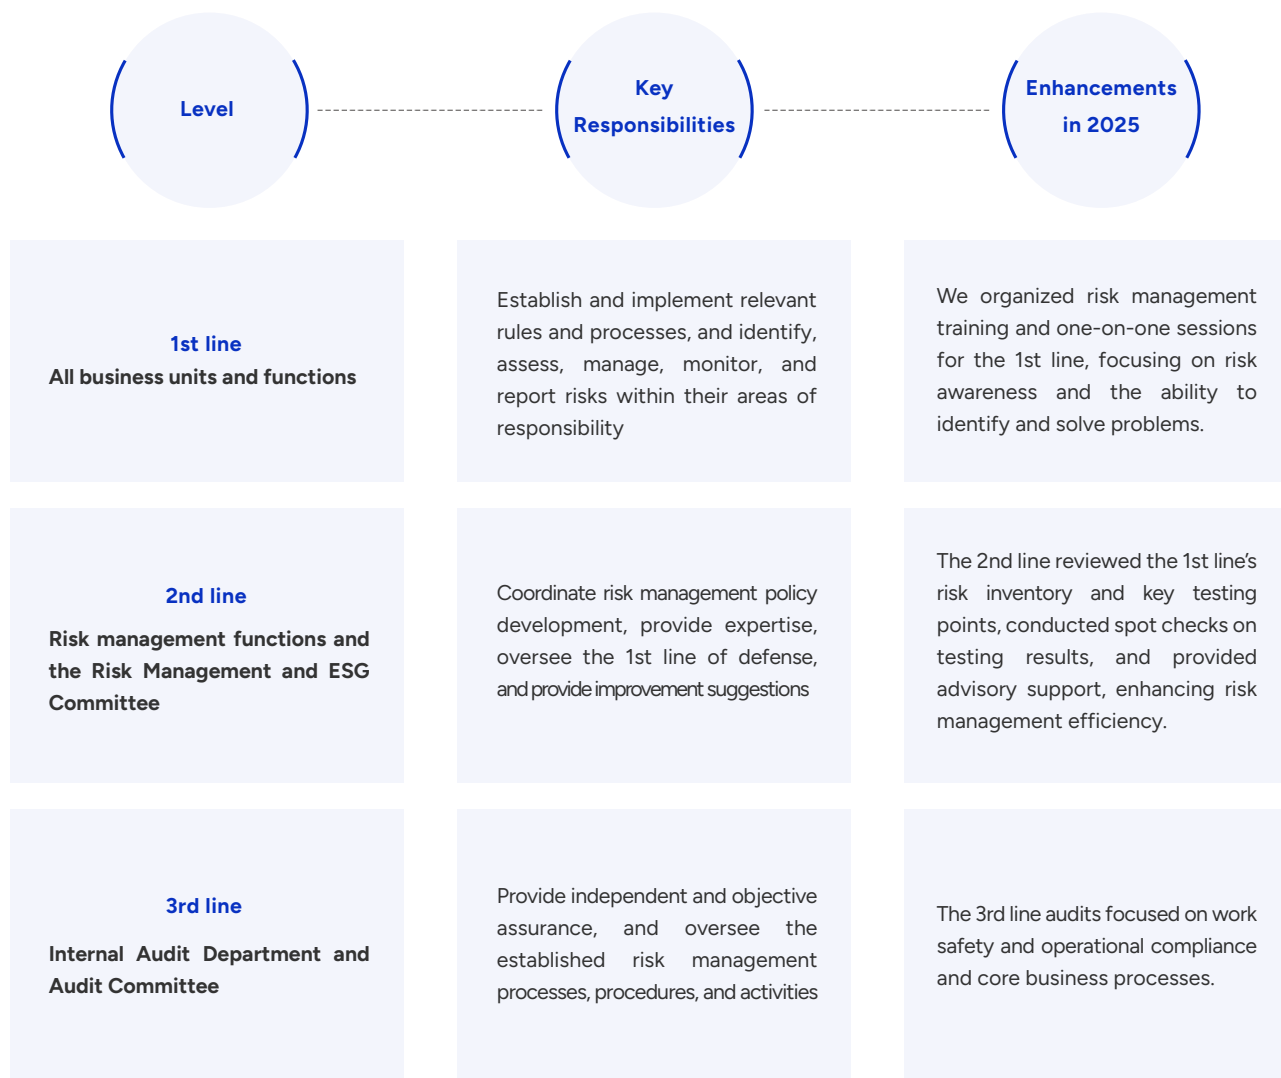 Level
Key
Responsibilities
Enhancements
in 2025
1st line
All business units and functions
Establish and implement relevant
rules and processes, and identify,
assess, manage, monitor, and
report risks within their areas of
responsibility
We organized risk management
training and one-on-one sessions
for the 1st line, focusing on risk
awareness and the ability to
identify and solve problems.
2nd line
Risk management functions and
the Risk Management and ESG
Committee
Coordinate risk management policy
development, provide expertise,
oversee the 1st line of defense,
and provide improvement suggestions
The 2nd line reviewed the 1st line’s
risk inventory and key testing
points, conducted spot checks on
testing results, and provided
advisory support, enhancing risk
management efficiency.
3rd line
Internal Audit Department and
Audit Committee
Provide independent and objective
assurance, and oversee the
established risk management
processes, procedures, and activities
The 3rd line audits focused on work
safety and operational compliance
and core business processes.